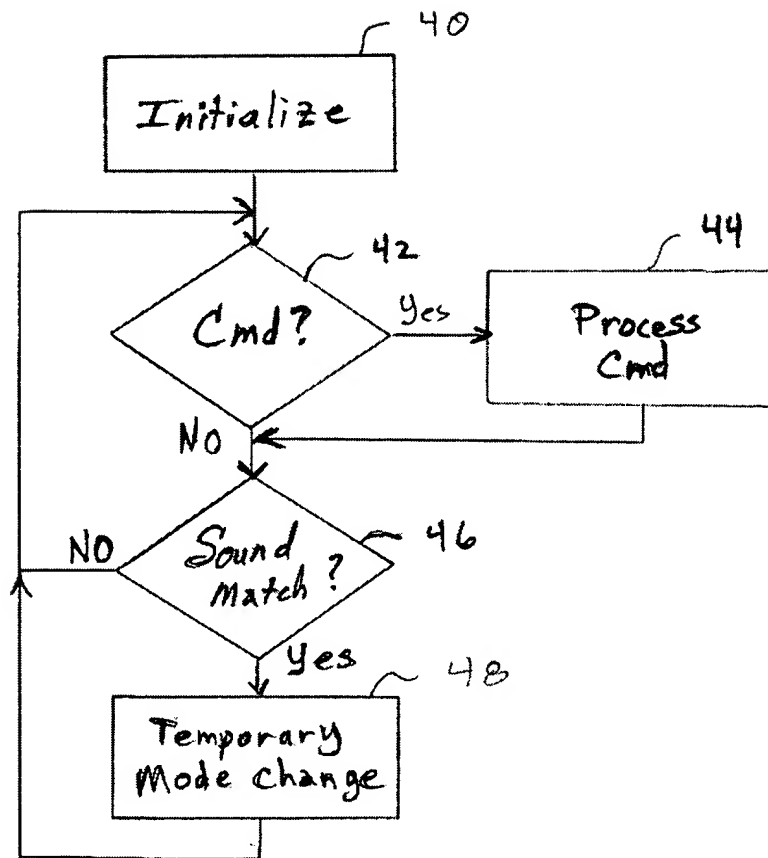 40
Initialize
42
Cmd?
Yes
44
Process
Cmd
NO
46
Sound
Match?
NO
Yes
48
Temporary
Mode change